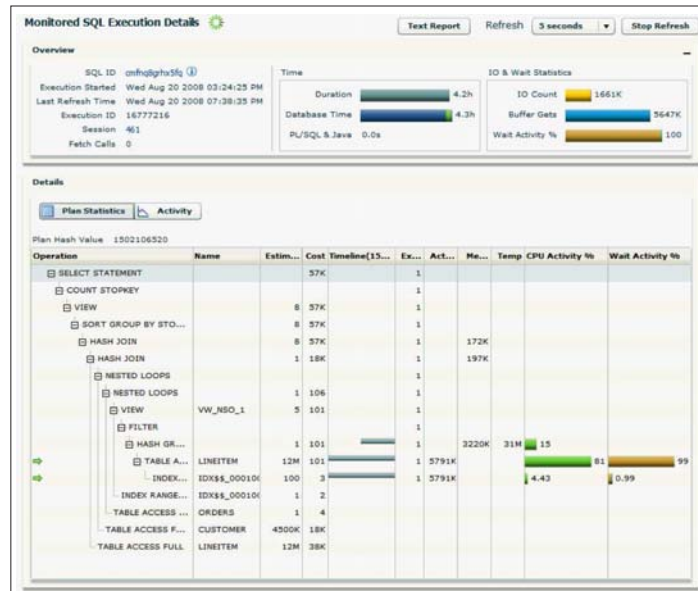 Monitored SQL Execution Details
Text Report
Refresh
5 seconds
Stop Refresh
Overview
SQL ID
Execution Started Wed Aug 20 2008 03:24:25 PM
Last Refresh Time Wed Aug 20 2008 07:38:35 PM
Execution ID 16777216
Session 461
Fetch Calls 0
Time
Duration 4.2h
Database Time 4.3h
PL/SQL & Java 0.0s
IO & Wait Statistics
IO Count 1661K
Buffer Gets 5647K
Wait Activity % 100
Details
Plan Statistics
Activity
Plan Hash Value 1502106520
Operation Name Estim... Cost Timeline(15... Ex... Act... Me... Temp CPU Activity % Wait Activity %
SELECT STATEMENT 57K 1
COUNT STOPKEY 1
VIEW 8 57K 1
SORT GROUP BY STO... 8 57K 1
HASH JOIN 8 57K 1 172K
HASH JOIN 1 18K 1 197K
NESTED LOOPS 1
NESTED LOOPS 1 106 1
VIEW VW_NSO_1 5 101 1
FILTER 1
HASH GR... 1 101 1 3220K 31M 15
TABLE A... LINEITEM 12M 101 1 5791K 81 99
INDEX... IDX$$_00010( 100 3 1 5791K 4.43 0.99
INDEX RANGE... IDX$$_00010( 1 2
TABLE ACCESS ... ORDERS 1 4
TABLE ACCESS F... CUSTOMER 4500K 18K
TABLE ACCESS FULL LINEITEM 12M 38K